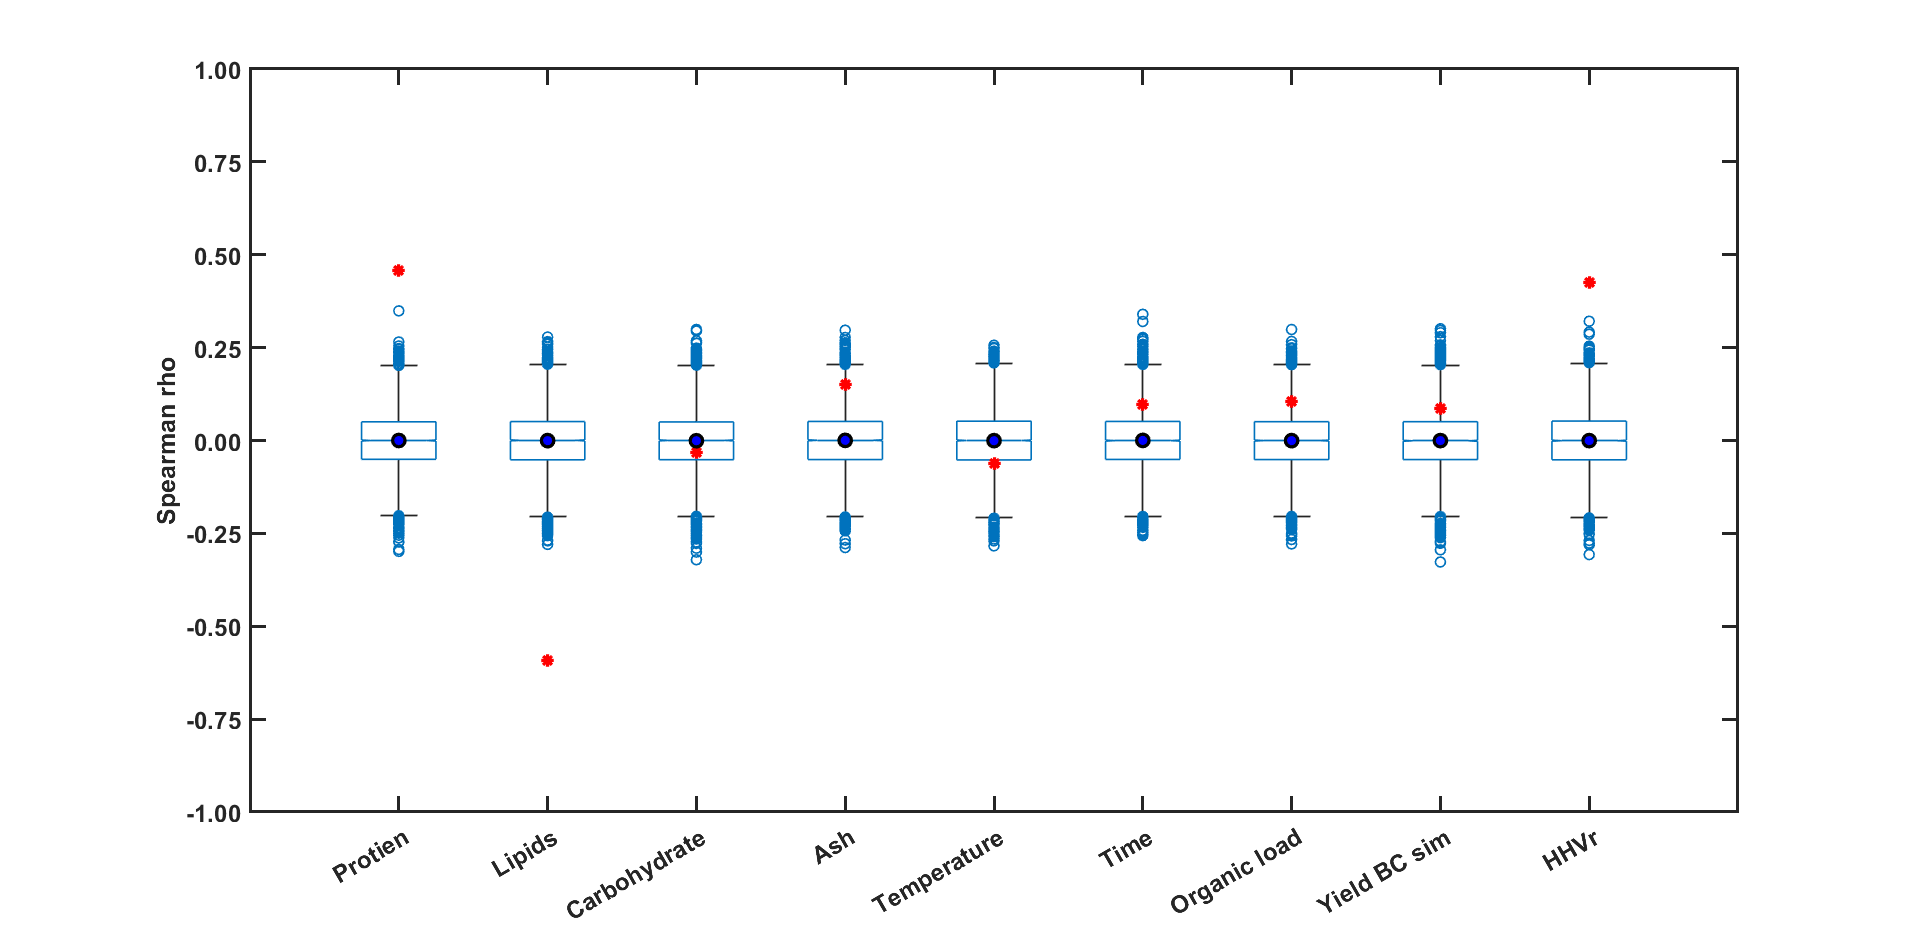 1.00
0.75
0.50
0.25
0.00
-0.25
-0.50
-0.75
-1.00
Spearman rho
Protien
Lipids
Carbohydrate
Ash
Temperature
Time
Organic load
Yield BC sim
HHVr